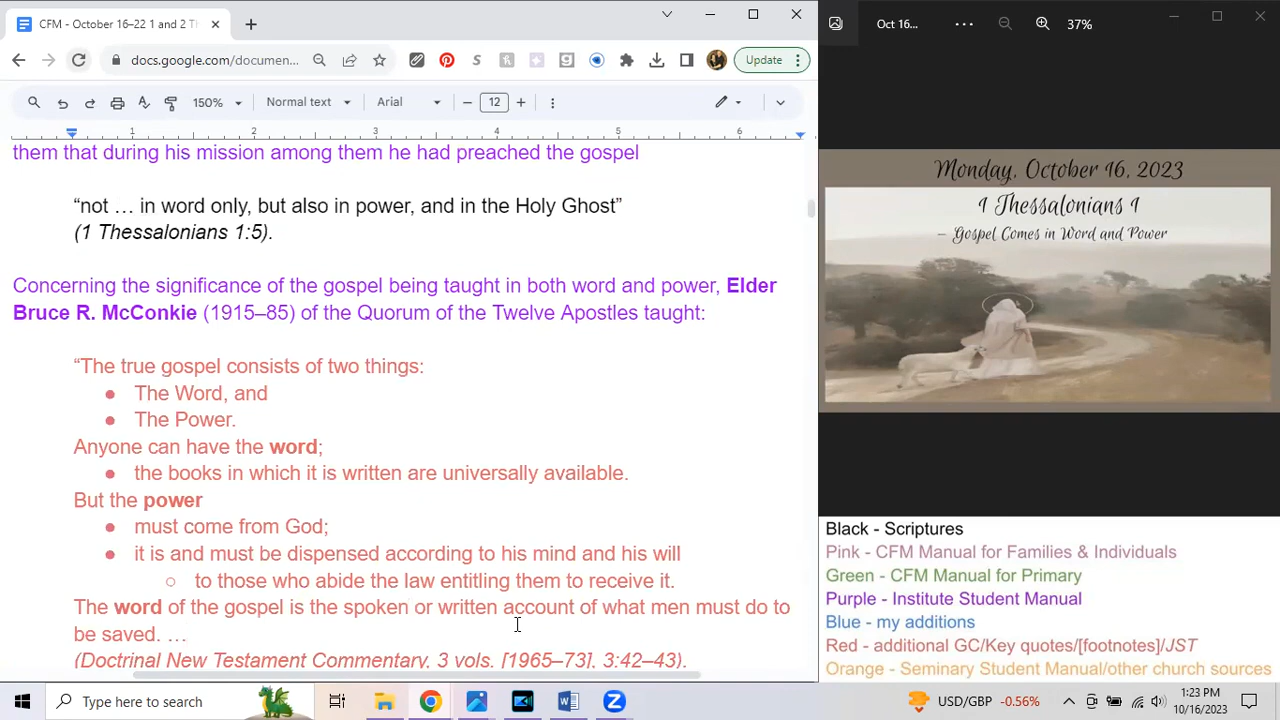 CFM - October 16–22 1 and 2 Th
docs.google.com/documen...
Update
150%
Normal text
Arial
12
1 2 3 4 5 6
them that during his mission among them he had preached the gospel
“not … in word only, but also in power, and in the Holy Ghost”
(1 Thessalonians 1:5).
Concerning the significance of the gospel being taught in both word and power, Elder
Bruce R. McConkie (1915–85) of the Quorum of the Twelve Apostles taught:
“The true gospel consists of two things:
● The Word, and
● The Power.
Anyone can have the word;
● the books in which it is written are universally available.
But the power
● must come from God;
● it is and must be dispensed according to his mind and his will
○ to those who abide the law entitling them to receive it.
The word of the gospel is the spoken or written account of what men must do to
be saved. …
(Doctrinal New Testament Commentary, 3 vols. [1965–73], 3:42–43).
Oct 16...
37%
Monday, October 16, 2023
1 Thessalonians 1
– Gospel Comes in Word and Power
Black - Scriptures
Pink - CFM Manual for Families & Individuals
Green - CFM Manual for Primary
Purple - Institute Student Manual
Blue - my additions
Red - additional GC/Key quotes/[footnotes]/JST
Orange - Seminary Student Manual/other church sources
Type here to search
USD/GBP -0.56%
1:23 PM
10/16/2023